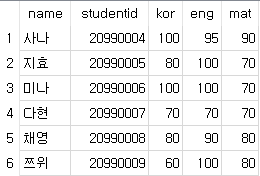 name studentid kor eng mat
1 사나 20990004 100 95 90
2 지효 20990005 80 100 70
3 미나 20990006 100 100 70
4 다현 20990007 70 70 70
5 채영 20990008 80 90 80
6 쯔위 20990009 60 100 80